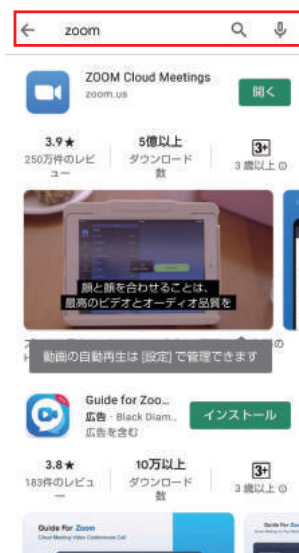 zoom
ZOOM Cloud Meetings
zoom.us
開く
3.9★
250万件のレビ
ュー
5億以上
ダウンロード
数
3+
3 歳以上
顔と顔を合わせることは、
最高のビデオとオーディオ品質を
動画の自動再生は [設定] で管理できます
Guide for Zoo...
広告・Black Diam..
広告を含む
インストール
3.8★
183件のレビュ
ー
10万以上
ダウンロード
数
3+
3 歳以上
Guide For Zoom
Cloud Meeting Video Conferences Call